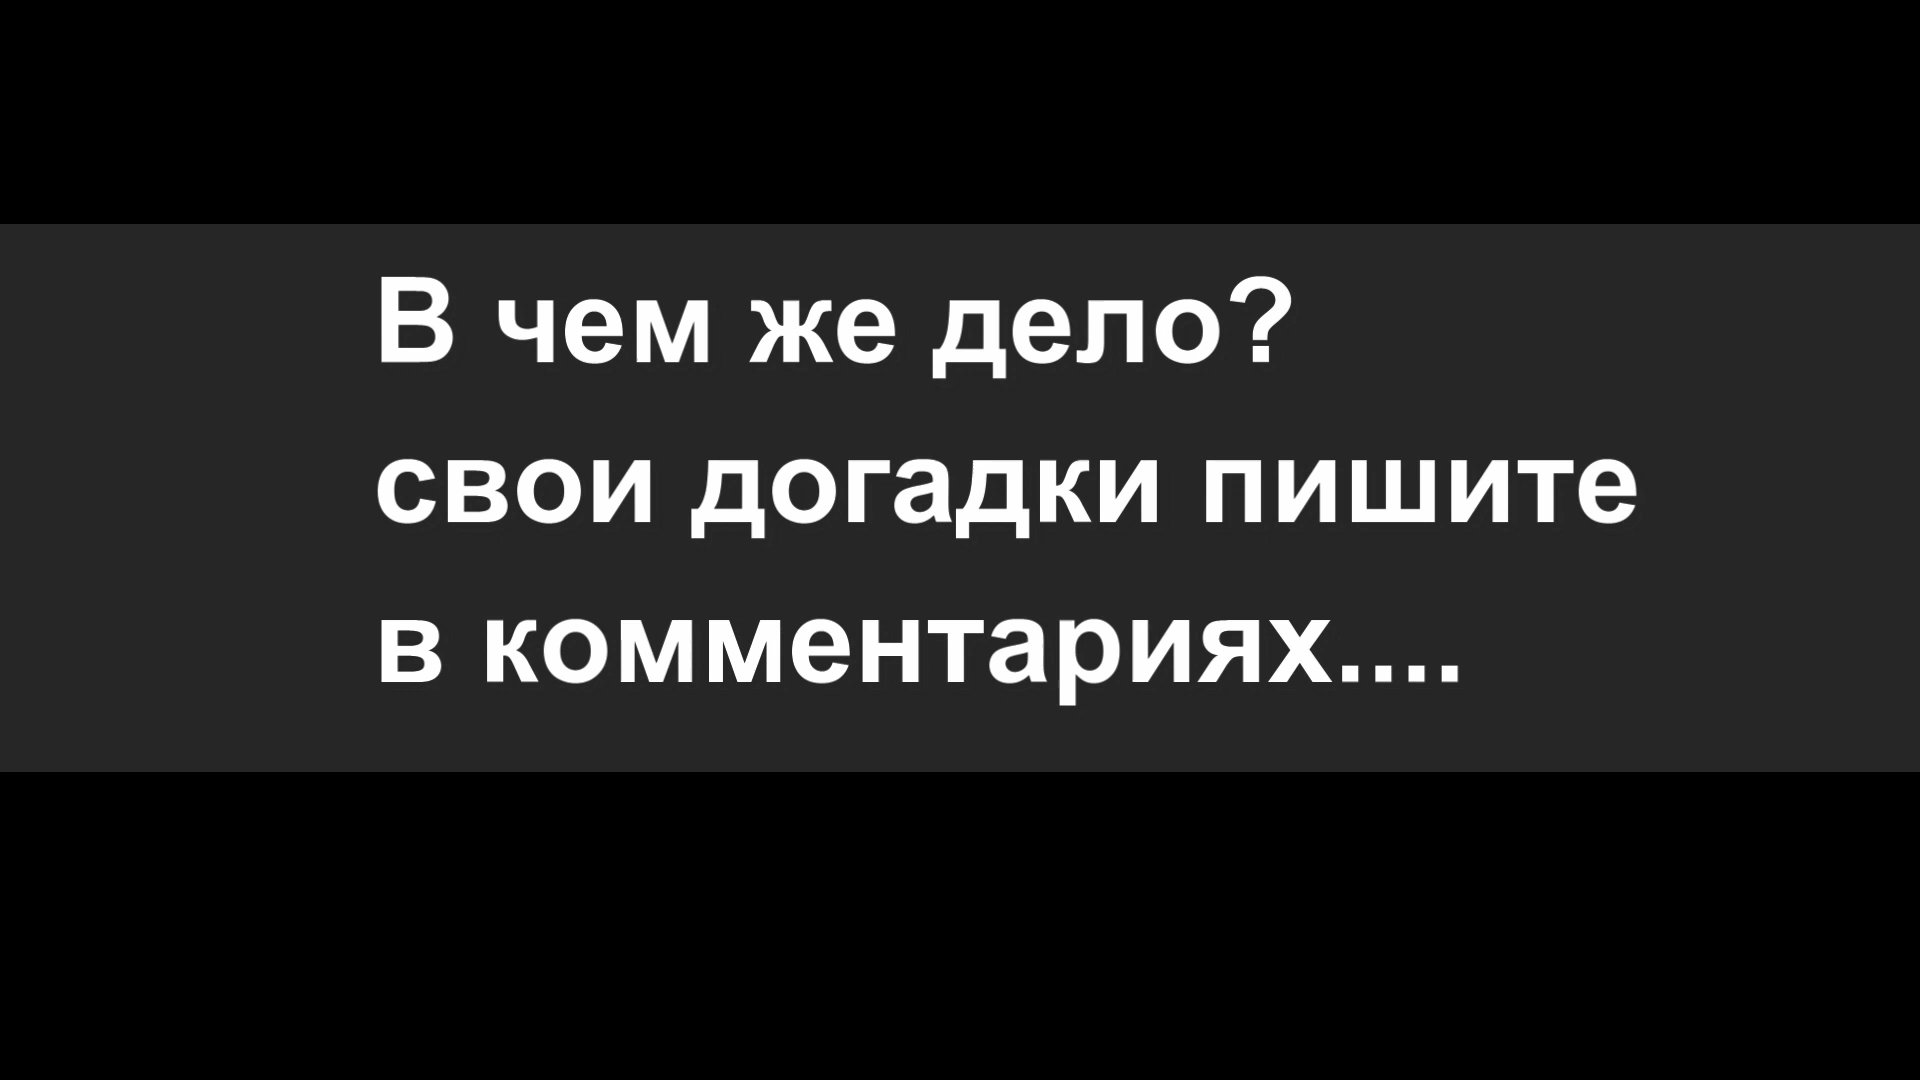 В чем же дело?
свои догадки пишите
в комментариях....